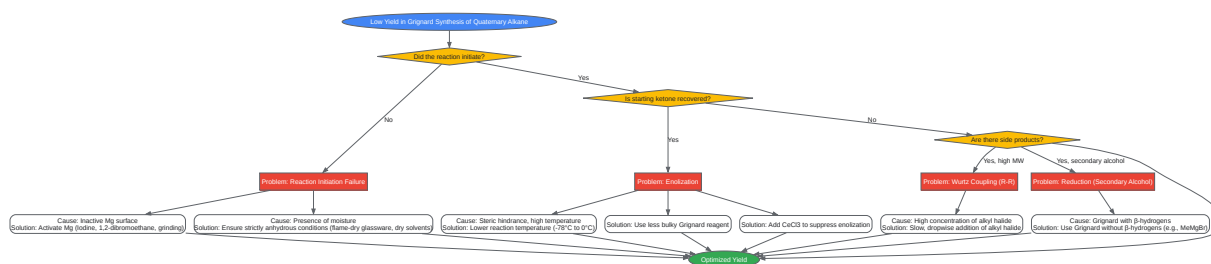 Low Yield in Grignard Synthesis of Quaternary Alkane
Did the reaction initiate?
Yes
Is starting ketone recovered?
No
Yes
No
Are there side products?
Yes, high MW
Yes, secondary alcohol
Problem: Reaction Initiation Failure
Problem: Enolization
Problem: Wurtz Coupling (R-R)
Problem: Reduction (Secondary Alcohol)
Cause: Inactive Mg surface
Solution: Activate Mg (Iodine, 1,2-dibromoethane, grinding)
Cause: Presence of moisture
Solution: Ensure strictly anhydrous conditions (flame-dry glassware, dry solvents)
Cause: Steric hindrance, high temperature
Solution: Lower reaction temperature (-78°C to 0°C)
Solution: Use less bulky Grignard reagent
Solution: Add CeCl3 to suppress enolization
Cause: High concentration of alkyl halide
Solution: Slow, dropwise addition of alkyl halide
Cause: Grignard with β-hydrogens
Solution: Use Grignard without β-hydrogens (e.g., MeMgBr)
Optimized Yield